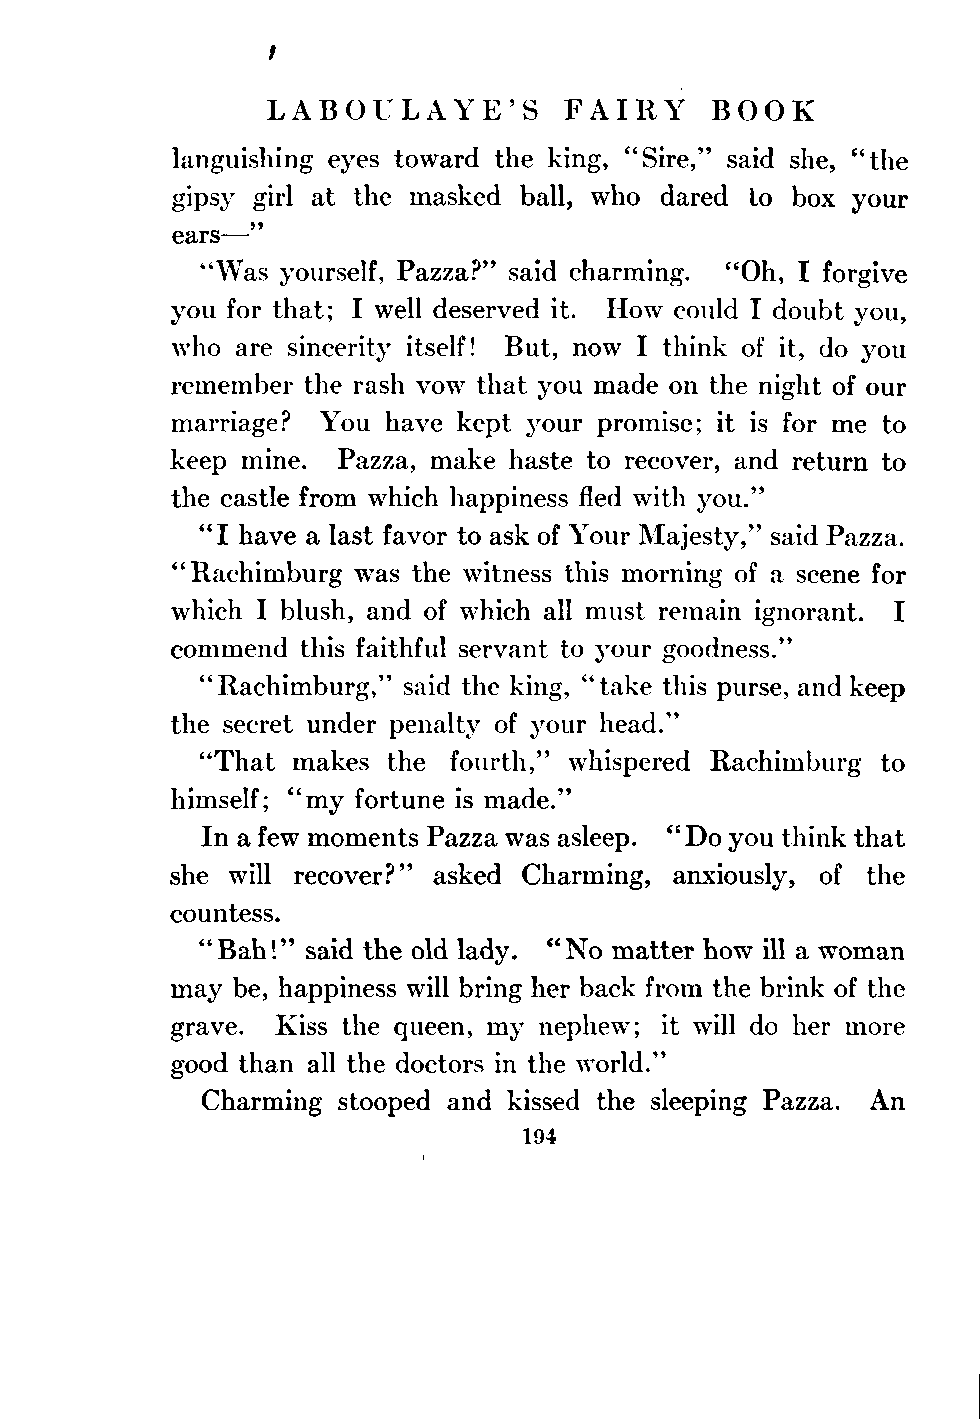 LABOULAYE'S FAIRY BOOK
languishing eyes toward the king, "Sire," said she, "the
gipsy girl at the masked ball, who dared to box your
ears—"
"Was yourself, Pazza?" said charming. "Oh, I forgive
you for that; I well deserved it. How could I doubt you,
who are sincerity itself! But, now I think of it, do you
remember the rash vow that you made on the night of our
marriage? You have kept your promise; it is for me to
keep mine. Pazza, make haste to recover, and return to
the castle from which happiness fled with you."
"I have a last favor to ask of Your Majesty," said Pazza.
"Rachimburg was the witness this morning of a scene for
which I blush, and of which all must remain ignorant. I
commend this faithful servant to your goodness."
"Rachimburg," said the king, "take this purse, and keep
the secret under penalty of your head."
"That makes the fourth," whispered Rachimburg to
himself; "my fortune is made."
In a few moments Pazza was asleep. "Do you think that
she will recover?" asked Charming, anxiously, of the
countess.
"Bah!" said the old lady. "No matter how ill a woman
may be, happiness will bring her back from the brink of the
grave. Kiss the queen, my nephew; it will do her more
good than all the doctors in the world."
Charming stooped and kissed the sleeping Pazza. An
194